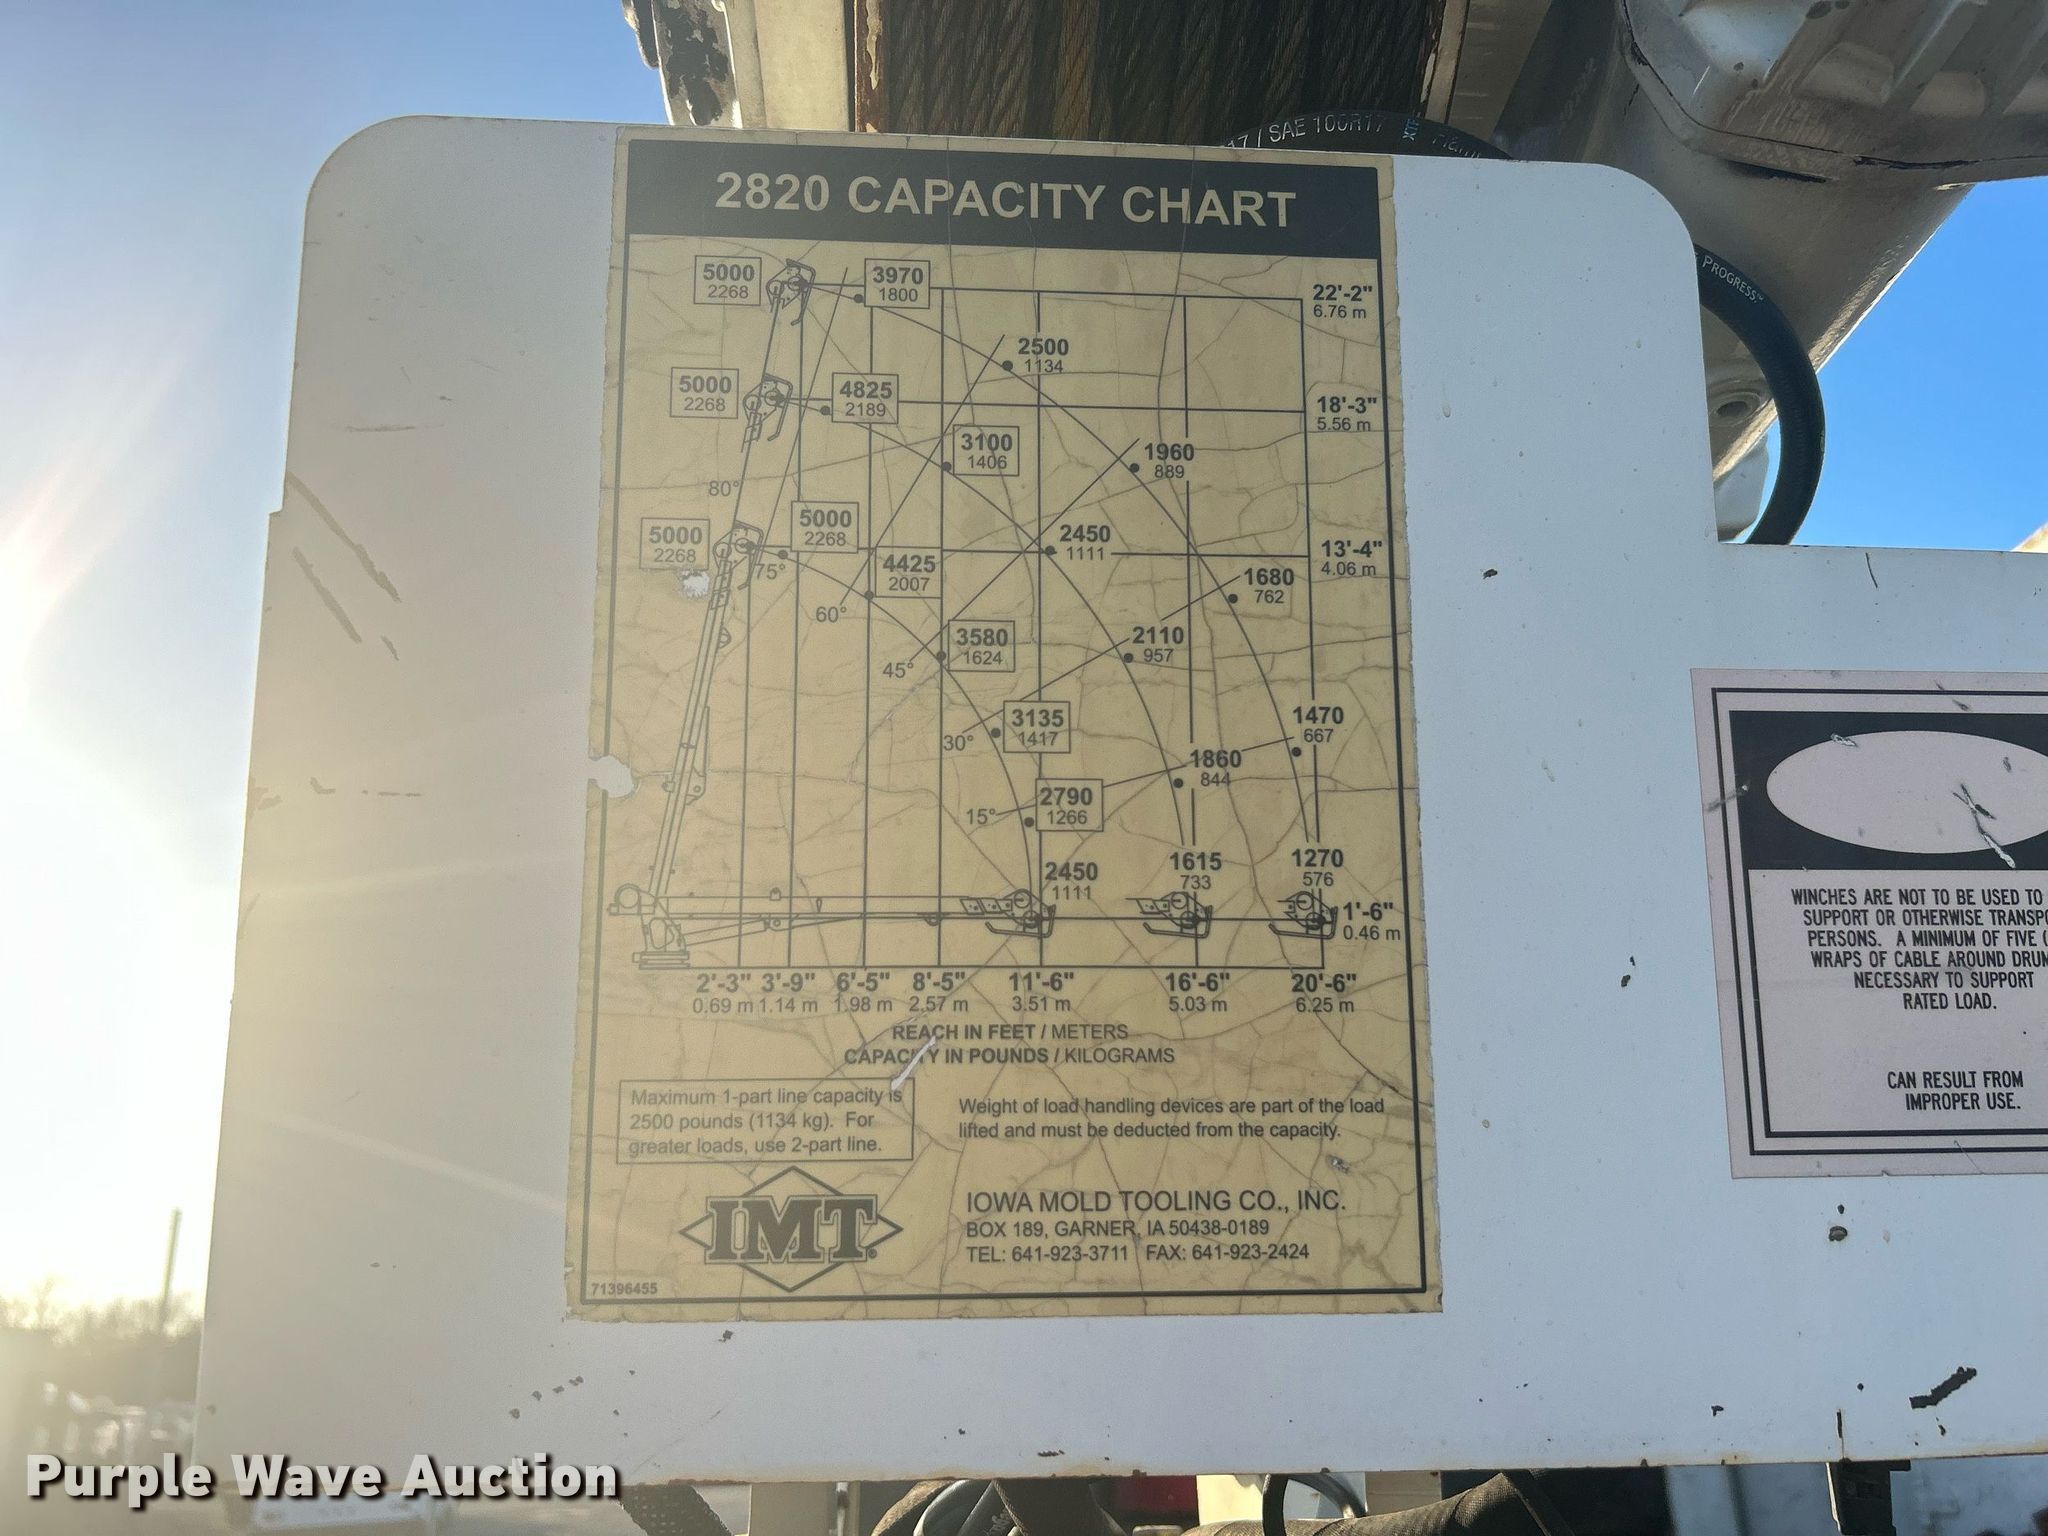 17 / SAE 100R17
PROGRESS.™
2820 CAPACITY CHART
5000
2268
3970
1800
22'-2"
6.76 m
2500
1134
5000
2268
4825
2189
18'-3"
5.56 m
3100
1406
1960
889
80°
5000
2268
5000
2268
2450
1111
13'-4"
4.06 m
75°
4425
2007
1680
762
60°
3580
1624
2110
957
45°
3135
1417
1470
667
30°
1860
844
2790
1266
15°
2450
1111
1615
733
1270
576
1'-6"
0.46 m
2'-3" 3'-9" 6'-5" 8'-5" 11'-6" 16'-6" 20'-6"
0.69 m 1.14 m 1.98 m 2.57 m 3.51 m 5.03 m 6.25 m
REACH IN FEET / METERS
CAPACITY IN POUNDS / KILOGRAMS
Maximum 1-part line capacity is
2500 pounds (1134 kg). For
greater loads, use 2-part line.
Weight of load handling devices are part of the load
lifted and must be deducted from the capacity.
IMT®
IOWA MOLD TOOLING CO., INC.
BOX 189, GARNER, IA 50438-0189
TEL: 641-923-3711 FAX: 641-923-2424
71396455
WINCHES ARE NOT TO BE USED TO
SUPPORT OR OTHERWISE TRANSPO
PERSONS. A MINIMUM OF FIVE (
WRAPS OF CABLE AROUND DRUM
NECESSARY TO SUPPORT
RATED LOAD.
CAN RESULT FROM
IMPROPER USE.
Purple Wave Auction